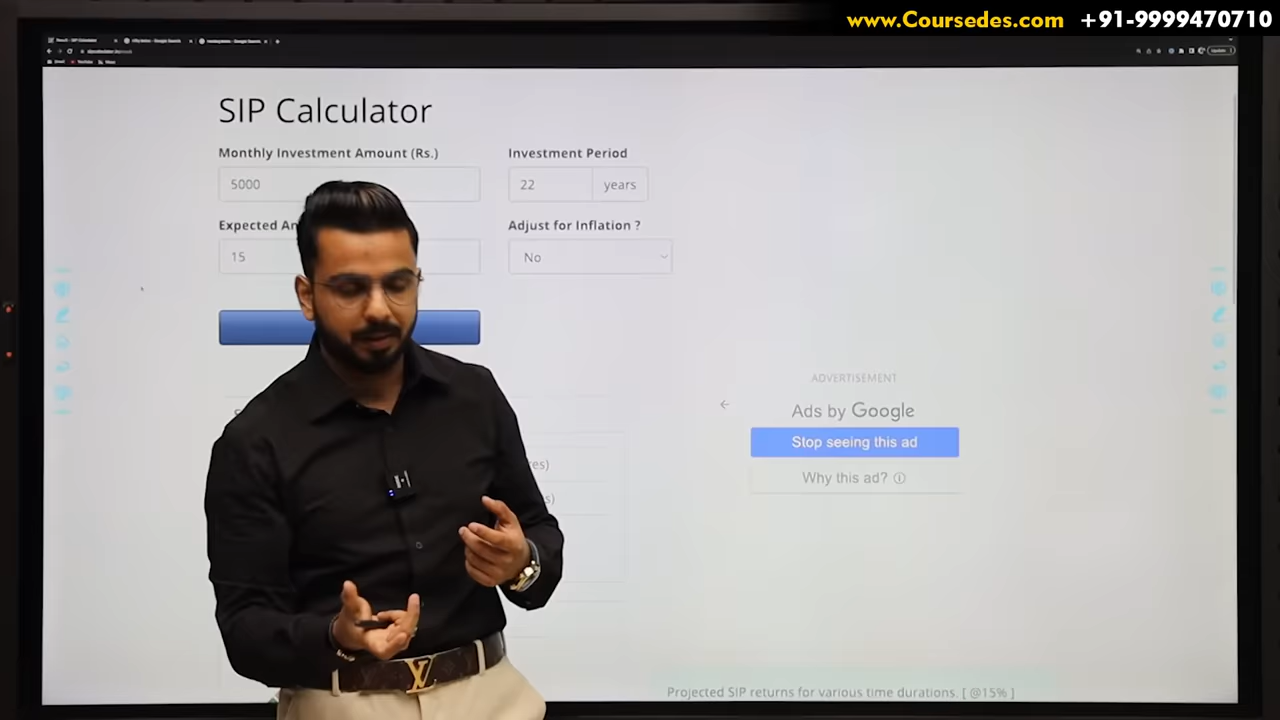 www.Coursedes.com +91-9999470710
SIP Calculator
Monthly Investment Amount (Rs.)
Investment Period
5000
22 years
Expected
Adjust for Inflation ?
15
No
ADVERTISEMENT
Ads by Google
Stop seeing this ad
Why this ad?
Projected SIP returns for various time durations. [ @15% ]